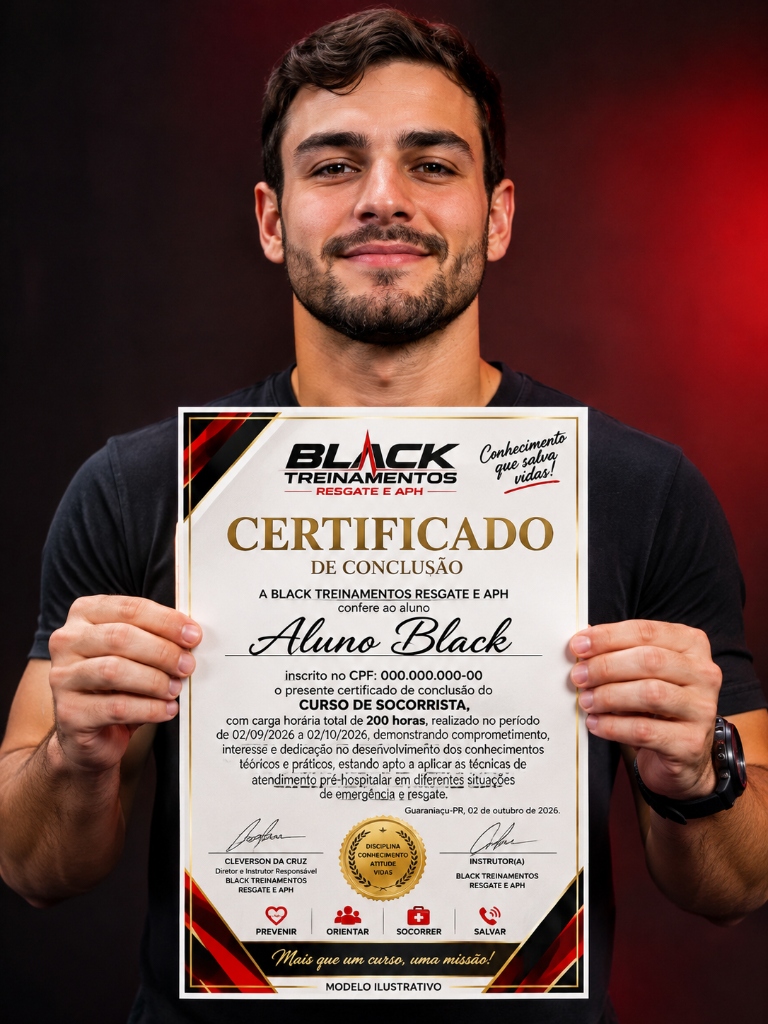 BLACK
TREINAMENTOS
RESGATE E APH
Conhecimento
que salva
vidas!
CERTIFICADO
DE CONCLUSÃO
A BLACK TREINAMENTOS RESGATE E APH
confere ao aluno
Aluno Black
inscrito no CPF: 000.000.000-00
o presente certificado de conclusão do
CURSO DE SOCORRISTA,
com carga horária total de 200 horas, realizado no período
de 02/09/2026 a 02/10/2026, demonstrando comprometimento,
interesse e dedicação no desenvolvimento dos conhecimentos
téóricos e práticos, estando apto a aplicar as técnicas de
atendimento pré-hospitalar em diferentes situações
de emergência e resgate.
Guaraniaçu-PR, 02 de outubro de 2026.
CLEVERSON DA CRUZ
Diretor e Instrutor Responsável
BLACK TREINAMENTOS
RESGATE E APH
DISCIPLINA
CONHECIMENTO
ATITUDE
VIDAS
INSTRUTOR(A)
BLACK TREINAMENTOS
RESGATE E APH
PREVENIR
ORIENTAR
SOCORRER
SALVAR
Mais que um curso, uma missão!
MODELO ILUSTRATIVO